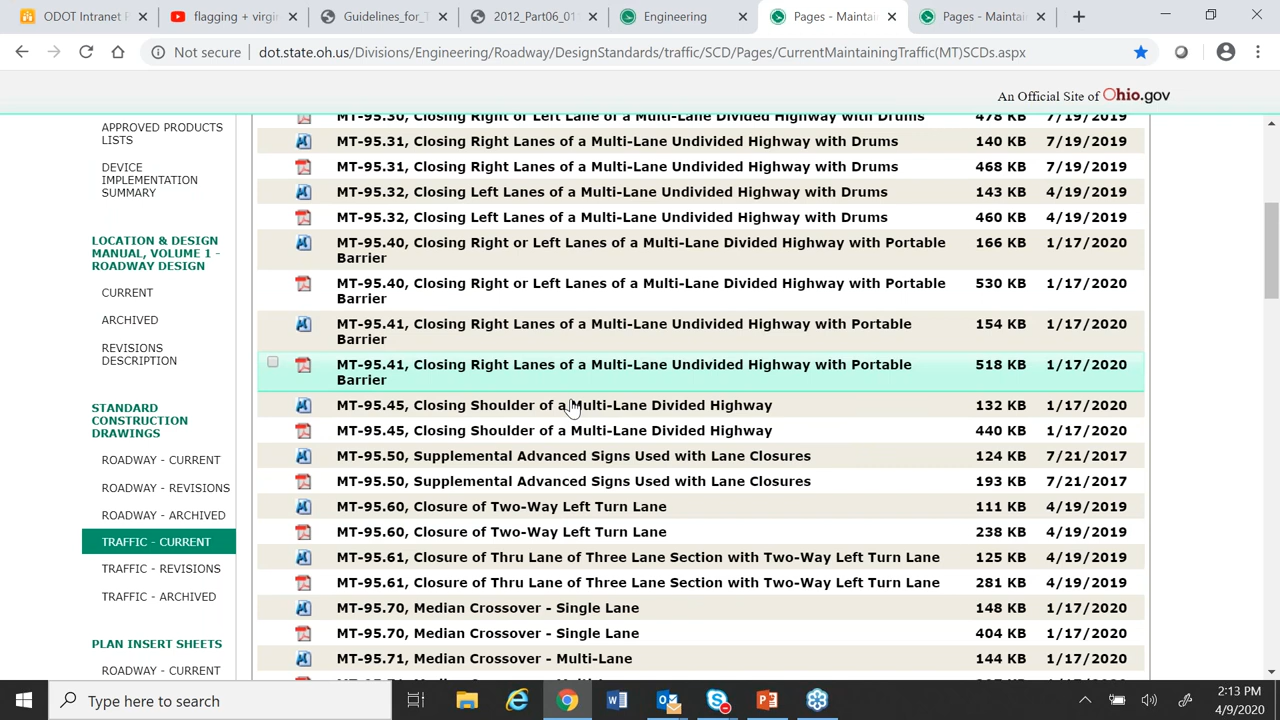 ODOT Intranet P
flagging + virgin
Guidelines_for_T
2012_Part06_01
Engineering
Pages - Maintai
Pages - Maintai
Not secure
dot.state.oh.us/Divisions/Engineering/Roadway/DesignStandards/traffic/SCD/Pages/CurrentMaintainingTraffic(MT)SCDs.aspx
An Official Site of Ohio.gov
APPROVED PRODUCTS
LISTS
DEVICE
IMPLEMENTATION
SUMMARY
LOCATION & DESIGN
MANUAL, VOLUME 1 -
ROADWAY DESIGN
CURRENT
ARCHIVED
REVISIONS
DESCRIPTION
STANDARD
CONSTRUCTION
DRAWINGS
ROADWAY - CURRENT
ROADWAY - REVISIONS
ROADWAY - ARCHIVED
TRAFFIC - CURRENT
TRAFFIC - REVISIONS
TRAFFIC - ARCHIVED
PLAN INSERT SHEETS
ROADWAY - CURRENT
MT-95.30, Closing Right or Left Lane of a Multi-Lane Divided Highway with Drums 478 KB 7/19/2019
MT-95.31, Closing Right Lanes of a Multi-Lane Undivided Highway with Drums 140 KB 7/19/2019
MT-95.31, Closing Right Lanes of a Multi-Lane Undivided Highway with Drums 468 KB 7/19/2019
MT-95.32, Closing Left Lanes of a Multi-Lane Undivided Highway with Drums 143 KB 4/19/2019
MT-95.32, Closing Left Lanes of a Multi-Lane Undivided Highway with Drums 460 KB 4/19/2019
MT-95.40, Closing Right or Left Lanes of a Multi-Lane Divided Highway with Portable 166 KB 1/17/2020
Barrier
MT-95.40, Closing Right or Left Lanes of a Multi-Lane Divided Highway with Portable 530 KB 1/17/2020
Barrier
MT-95.41, Closing Right Lanes of a Multi-Lane Undivided Highway with Portable 154 KB 1/17/2020
Barrier
MT-95.41, Closing Right Lanes of a Multi-Lane Undivided Highway with Portable 518 KB 1/17/2020
Barrier
MT-95.45, Closing Shoulder of a Multi-Lane Divided Highway 132 KB 1/17/2020
MT-95.45, Closing Shoulder of a Multi-Lane Divided Highway 440 KB 1/17/2020
MT-95.50, Supplemental Advanced Signs Used with Lane Closures 124 KB 7/21/2017
MT-95.50, Supplemental Advanced Signs Used with Lane Closures 193 KB 7/21/2017
MT-95.60, Closure of Two-Way Left Turn Lane 111 KB 4/19/2019
MT-95.60, Closure of Two-Way Left Turn Lane 238 KB 4/19/2019
MT-95.61, Closure of Thru Lane of Three Lane Section with Two-Way Left Turn Lane 125 KB 4/19/2019
MT-95.61, Closure of Thru Lane of Three Lane Section with Two-Way Left Turn Lane 281 KB 4/19/2019
MT-95.70, Median Crossover - Single Lane 148 KB 1/17/2020
MT-95.70, Median Crossover - Single Lane 404 KB 1/17/2020
MT-95.71, Median Crossover - Multi-Lane 144 KB 1/17/2020
Type here to search
2:13 PM
4/9/2020